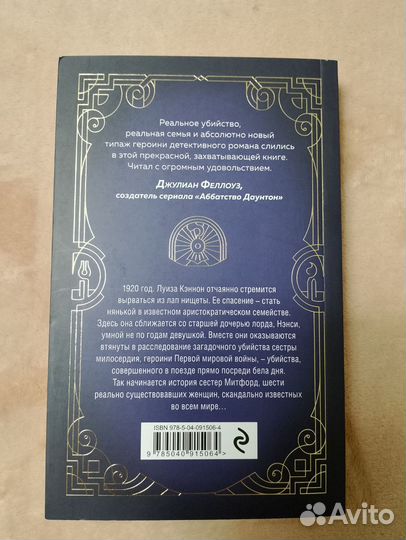 Реальное убийство,
реальная семья и абсолютно новый
типаж героини детективного романа слились
в этой прекрасной, захватывающей книге.
Читал с огромным удовольствием.
Джулиан Феллоуз,
создатель сериала «Аббатство Даунтон»
1920 год. Луиза Кэннон отчаянно стремится
вырваться из лап нищеты. Ее спасение – стать
нянькой в известном аристократическом семействе.
Здесь она сближается со старшей дочерью лорда, Нэнси,
умной не по годам девушкой. Вместе они оказываются
втянуты в расследование загадочного убийства сестры
милосердия, героини Первой мировой войны, – убийства,
совершенного в поезде прямо посреди бела дня.
Так начинается история сестер Митфорд, шести
реально существовавших женщин, скандально известных
во всем мире...
ISBN 978-5-04-091506-4
9 785040 915064 >
Avito